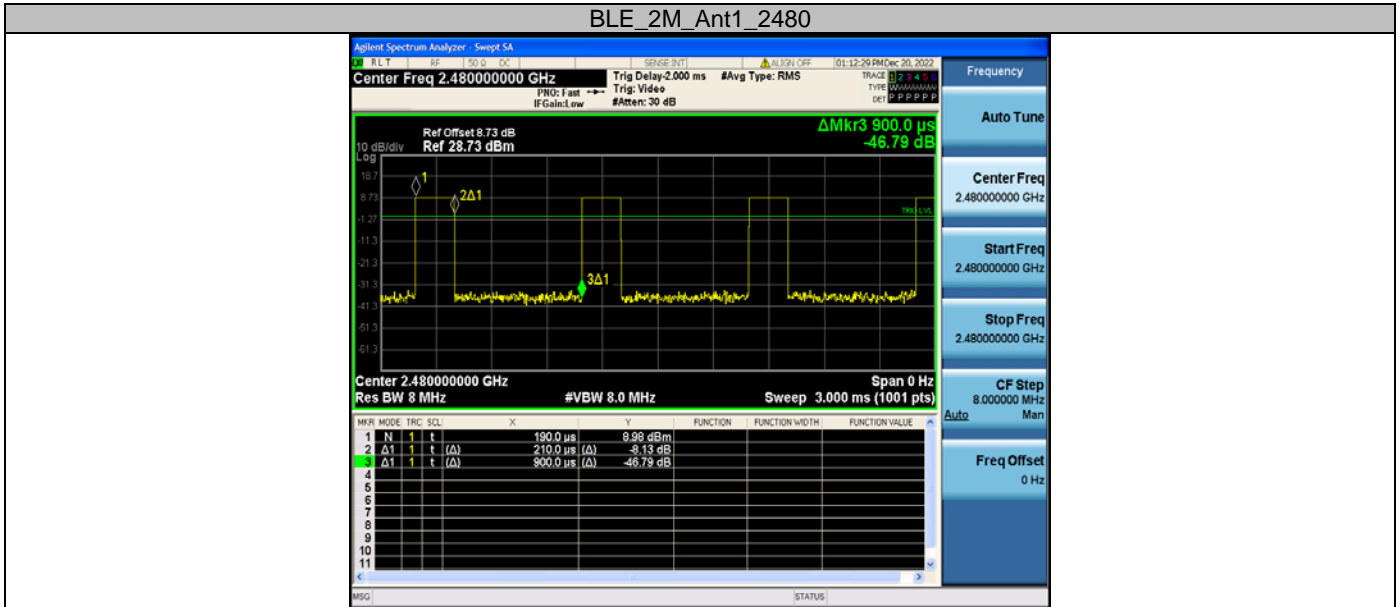 BLE_2M_Ant1_2480
Agilent Spectrum Analyzer - Swept SA
RLT RF 50 Ω DC SENSE:INT ALIGN OFF 01:12:29 PM Dec 20, 2022
Center Freq 2.480000000 GHz
Trig Delay-2.000 ms #Avg Type: RMS
TRACE 1 2 3 4 5 6
PNO: Fast
Trig: Video
TYPE WWWWWW
IFGain:Low
#Atten: 30 dB
DET P P P P P P
ΔMkr3 900.0 µs
-46.79 dB
Ref Offset 8.73 dB
10 dB/div Ref 28.73 dBm
Log
18.7
8.73
-1.27
-11.3
-21.3
-31.3
-41.3
-51.3
-61.3
1
2Δ1
TRIG LVL
3Δ1
Center 2.480000000 GHz Span 0 Hz
Res BW 8 MHz #VBW 8.0 MHz Sweep 3.000 ms (1001 pts)
MKR MODE TRC SCL X Y FUNCTION FUNCTION WIDTH FUNCTION VALUE
1 N 1 t 190.0 µs 8.98 dBm
2 Δ1 1 t (Δ) 210.0 µs (Δ) -8.13 dB
3 Δ1 1 t (Δ) 900.0 µs (Δ) -46.79 dB
4
5
6
7
8
9
10
11
MSG STATUS
Frequency
Auto Tune
Center Freq
2.480000000 GHz
Start Freq
2.480000000 GHz
Stop Freq
2.480000000 GHz
CF Step
8.000000 MHz
Auto Man
Freq Offset
0 Hz